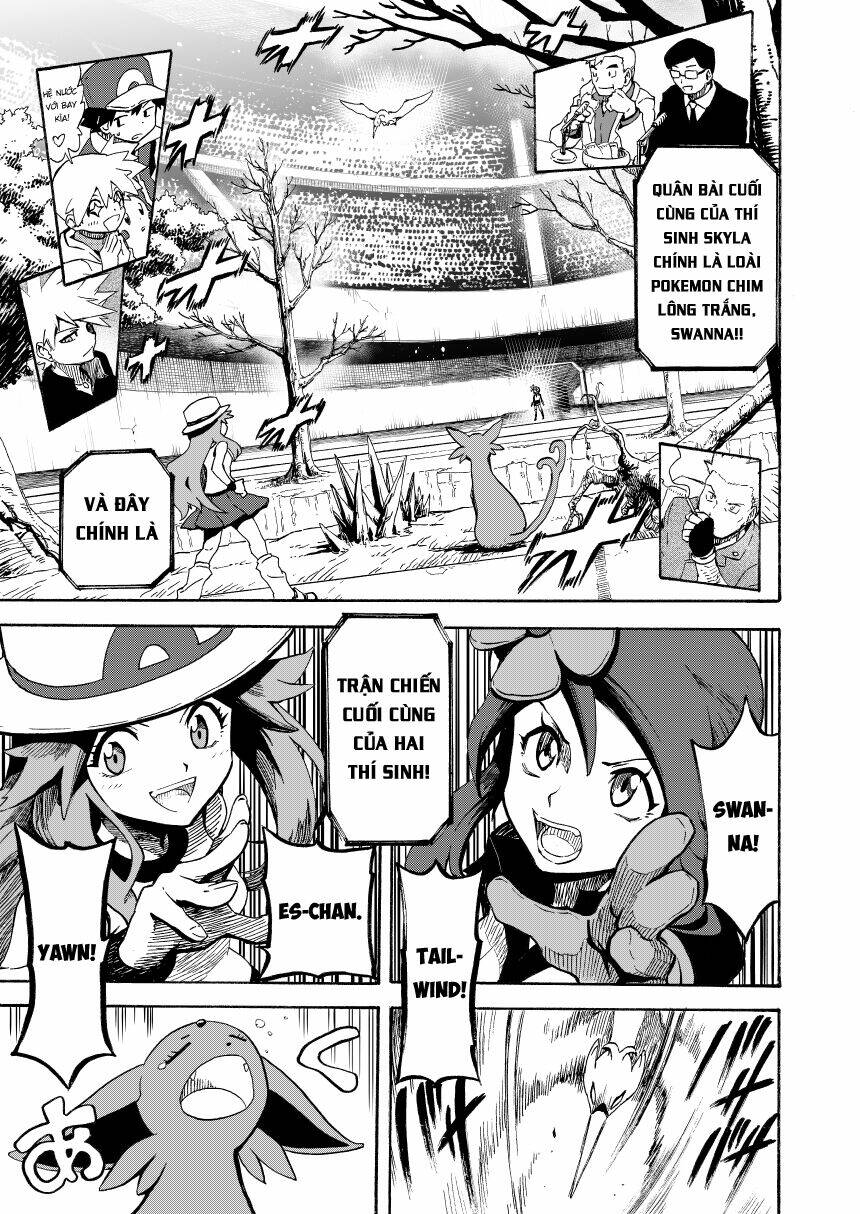 QUÂN BÀI CUỐI
CÙNG CỦA THÍ
SINH SKYLA
CHÍNH LÀ LOÀI
POKEMON CHIM
LÔNG TRẮNG,
SWANNA!!
HỆ NƯỚC
VỚI BAY
KÌA!
VÀ ĐÂY
CHÍNH LÀ
TRẬN CHIẾN
CUỐI CÙNG
CỦA HAI
THÍ SINH!
SWAN-
NA!
TAIL-
WIND!
ES-CHAN.
YAWN!
くあ